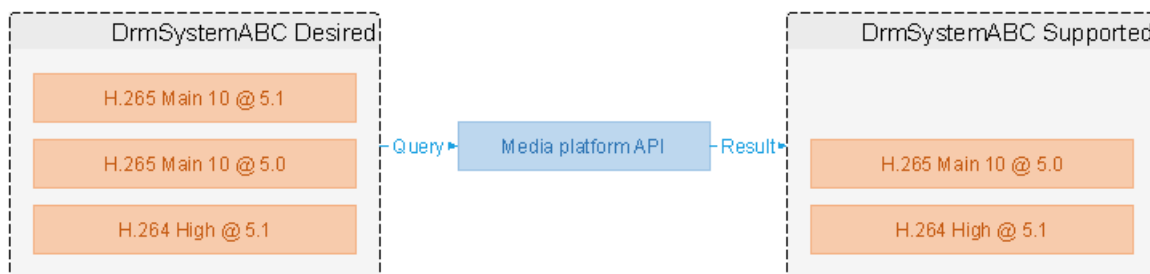 DrmSystemABC Desired
H.265 Main 10 @ 5.1
H.265 Main 10 @ 5.0
H.264 High @ 5.1
Query
Media platform API
Result
DrmSystemABC Supported
H.265 Main 10 @ 5.0
H.264 High @ 5.1